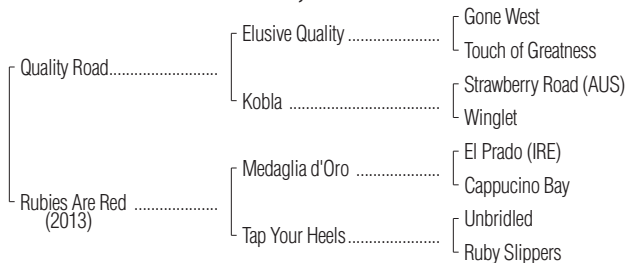 Gone West
Elusive Quality ....................
Touch of Greatness
Quality Road........................
Strawberry Road (AUS)
Kobla .................................
Winglet
El Prado (IRE)
Medaglia d'Oro ..................
Cappucino Bay
Rubies Are Red ..................
(2013)
Unbridled
Tap Your Heels....................
Ruby Slippers